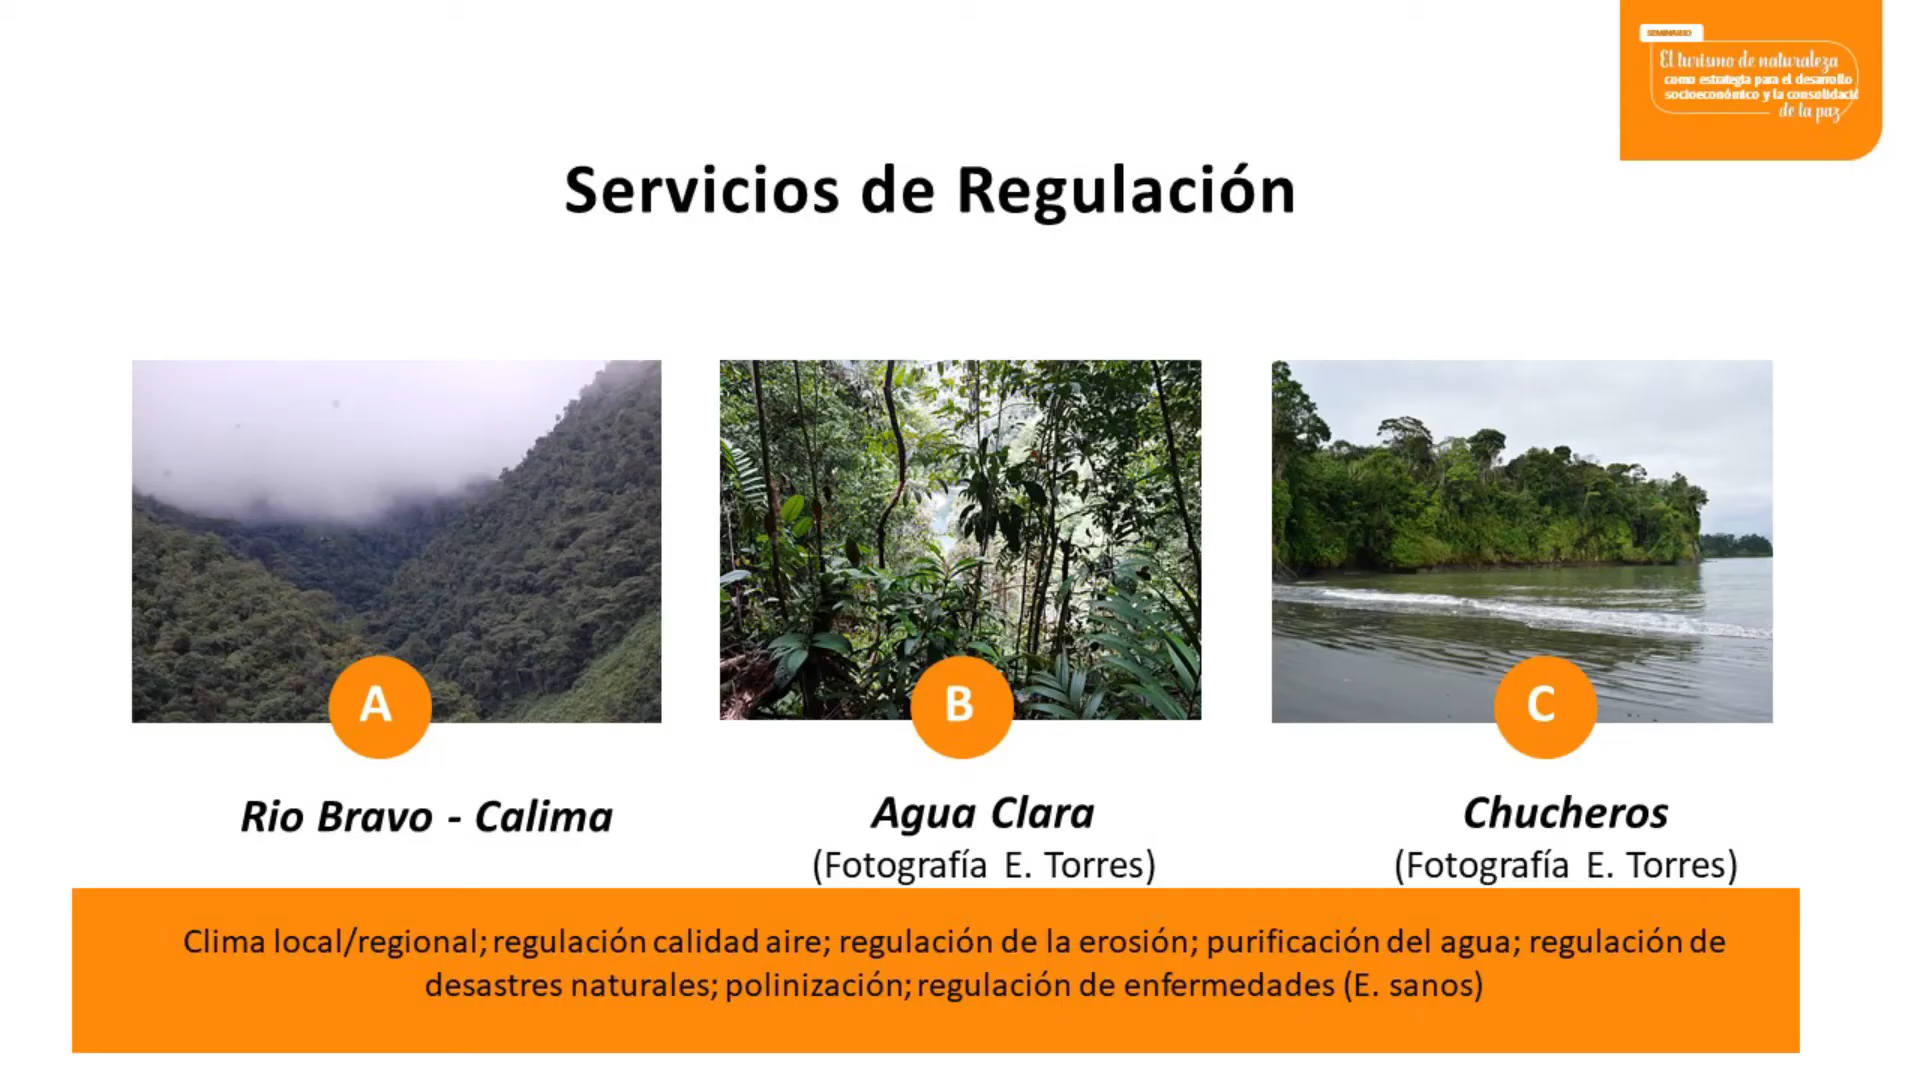 SEMINARIO
El turismo de naturaleza
como estrategia para el desarrollo
socioeconómico y la consolidació
de la paz
Servicios de Regulación
A
B
C
Rio Bravo - Calima
Agua Clara
(Fotografía E. Torres)
Chucheros
(Fotografía E. Torres)
Clima local/regional; regulación calidad aire; regulación de la erosión; purificación del agua; regulación de
desastres naturales; polinización; regulación de enfermedades (E. sanos)